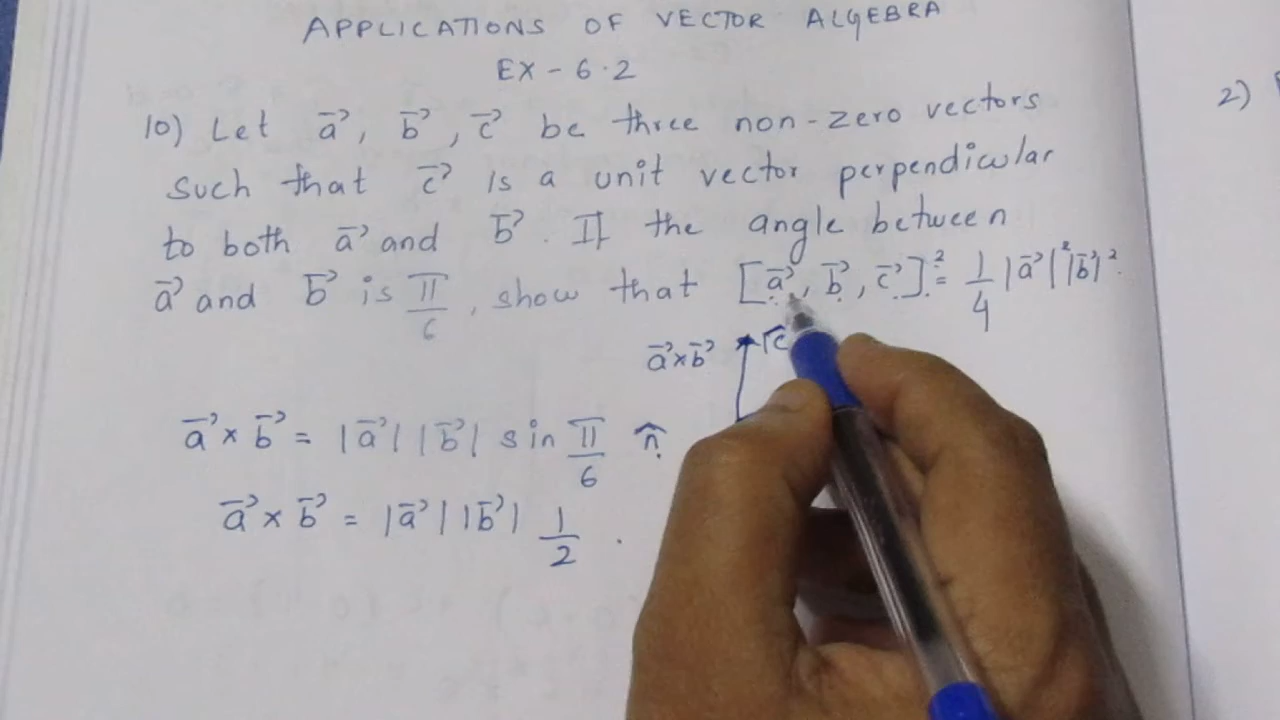 APPLICATIONS OF VECTOR ALGEBRA
EX - 6.2
10) Let a⃗, b⃗, c⃗ be three non-zero vectors
such that c⃗ is a unit vector perpendicular
to both a⃗ and b⃗. If the angle between
a⃗ and b⃗ is π/6, show that [a⃗, b⃗, c⃗]² = 1/4 |a⃗|²|b⃗|².
a⃗×b⃗
a⃗ × b⃗ = |a⃗| |b⃗| sin π/6 n̂
a⃗ × b⃗ = |a⃗| |b⃗| 1/2 .
2)